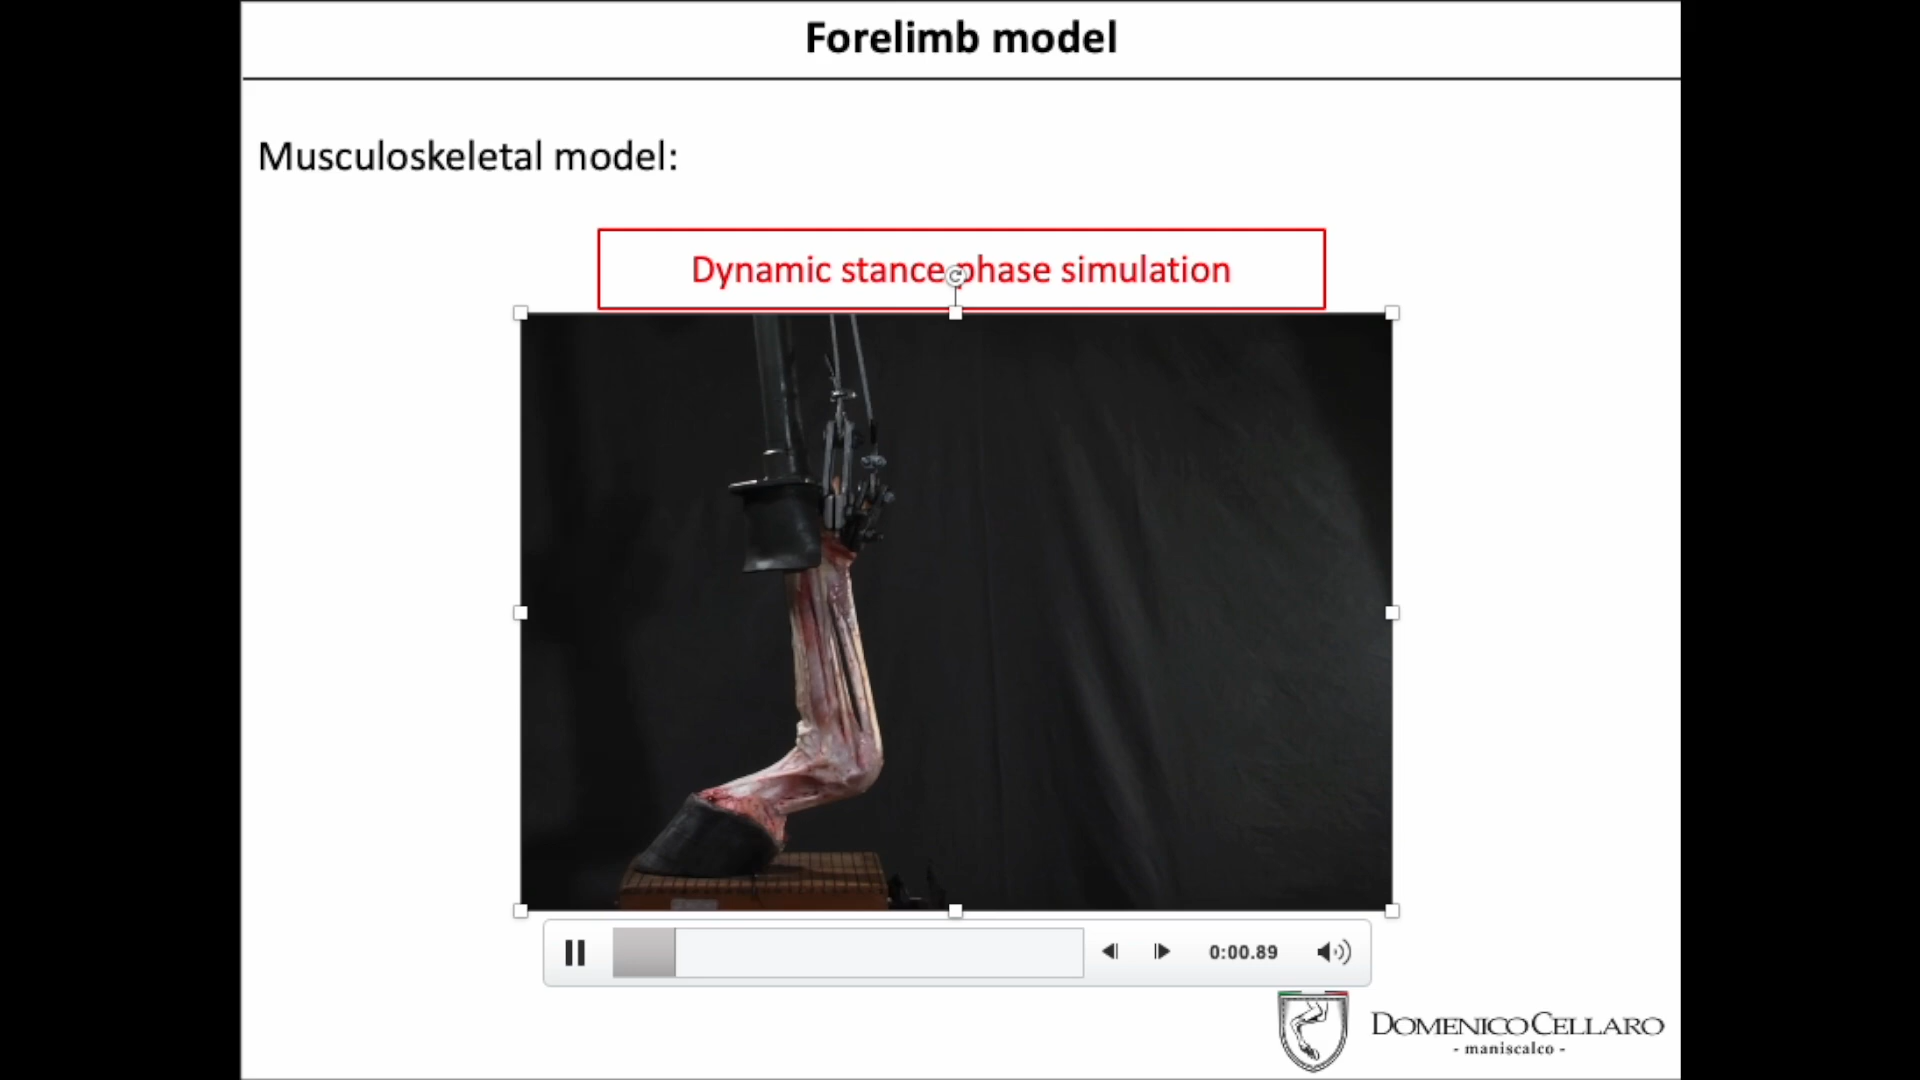 Forelimb model
Musculoskeletal model:
Dynamic stance phase simulation
0:00.89
DOMENICO CELLARO
- maniscalco -